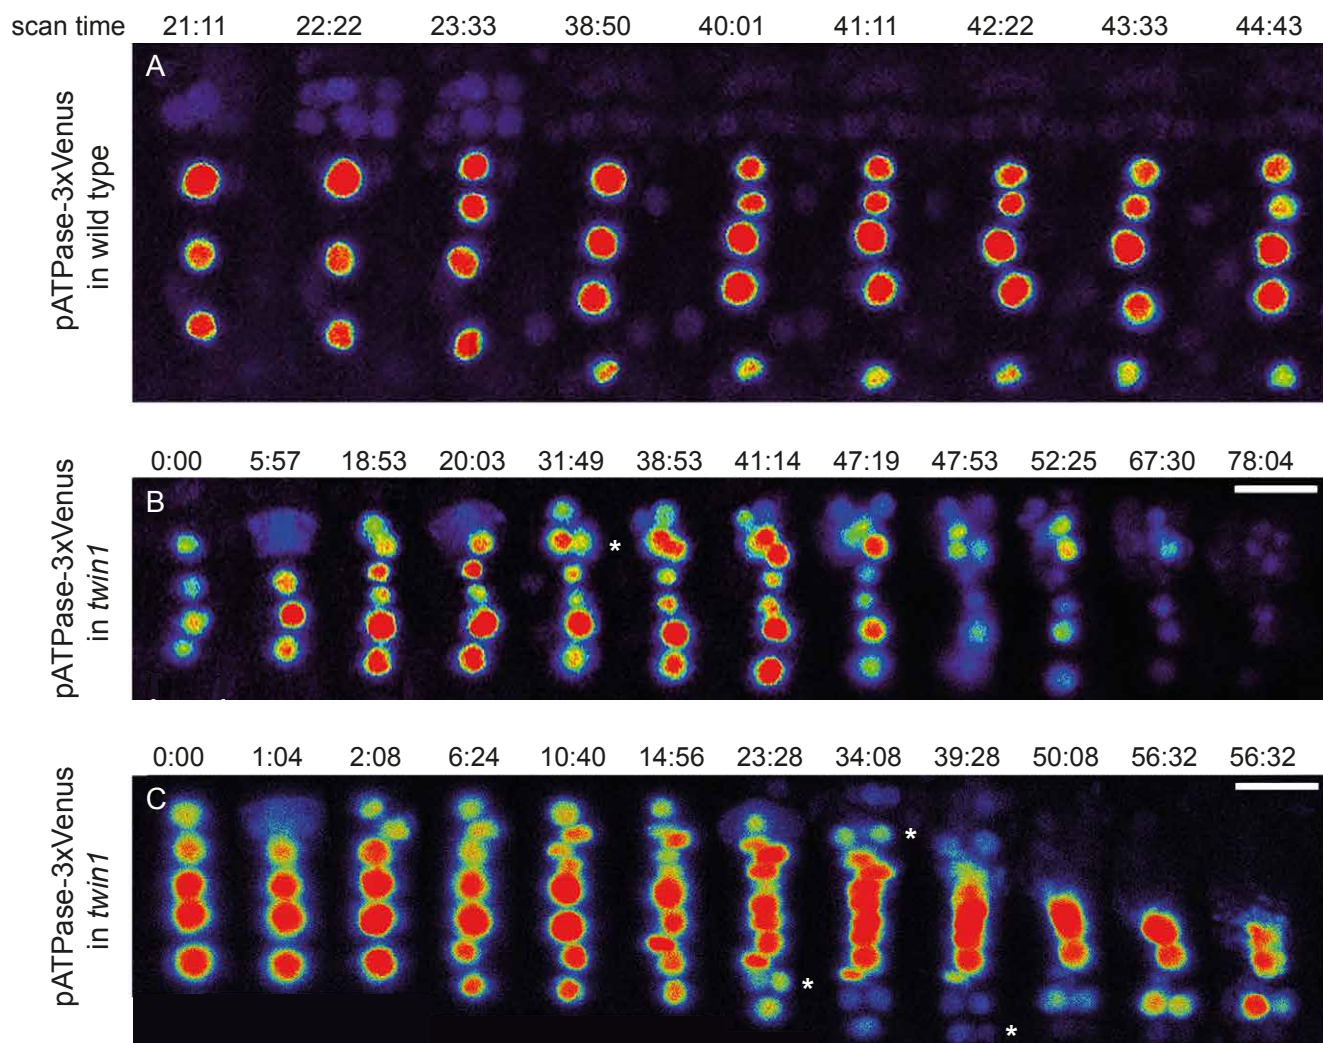 scan time 21:11 22:22 23:33 38:50 40:01 41:11 42:22 43:33 44:43
A
pATPase-3xVenus
in wild type
0:00 5:57 18:53 20:03 31:49 38:53 41:14 47:19 47:53 52:25 67:30 78:04
B
*
pATPase-3xVenus
in twin1
0:00 1:04 2:08 6:24 10:40 14:56 23:28 34:08 39:28 50:08 56:32 56:32
C
*
*
*
pATPase-3xVenus
in twin1